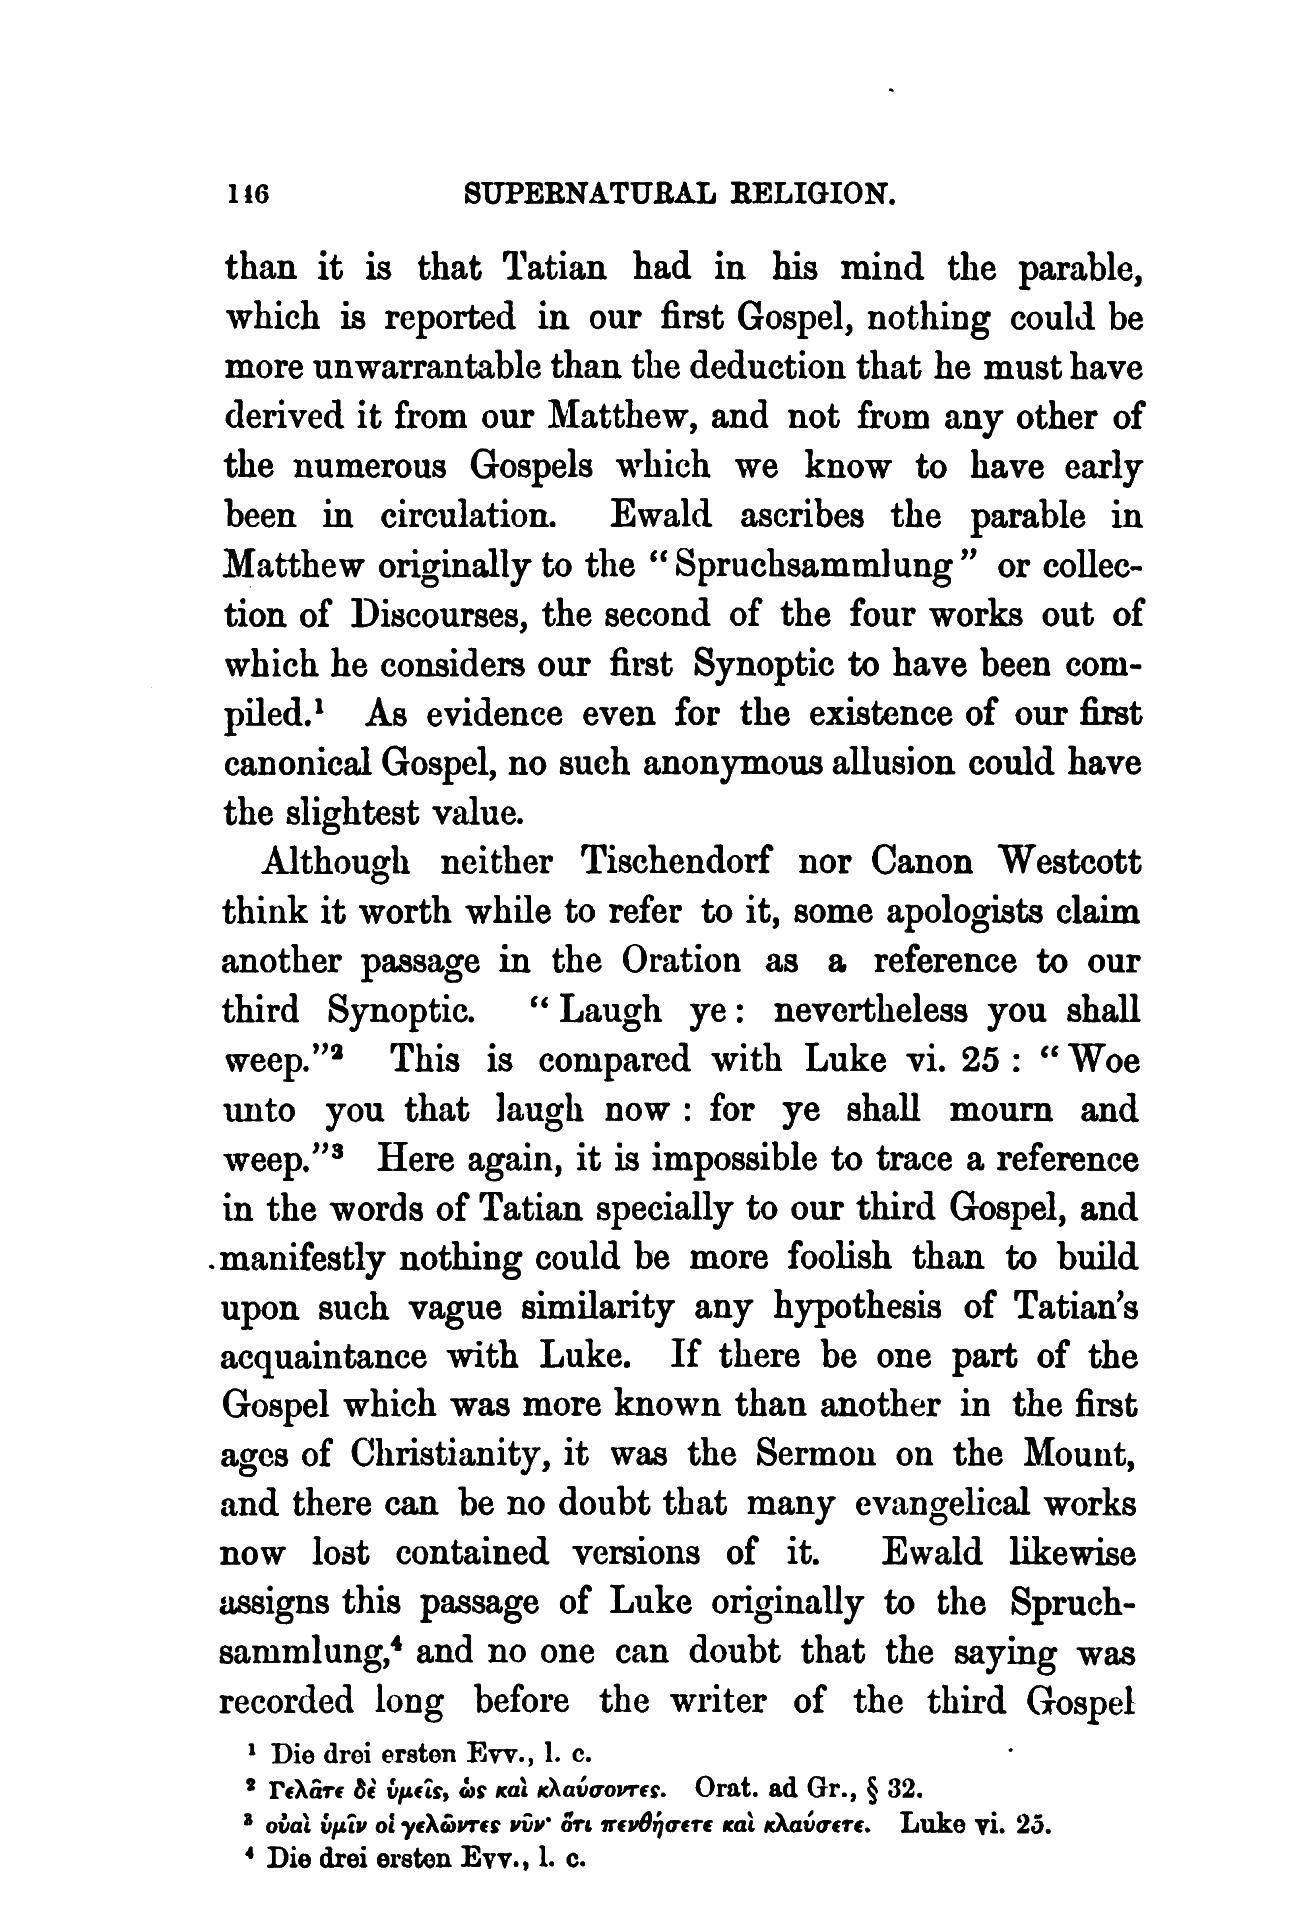 146 SUPERNATURAL RELIGION.
than it is that Tatian had in his mind the parable,
which is reported in our first Gospel, nothing could be
more unwarrantable than the deduction that he must have
derived it from our Matthew, and not from any other of
the numerous Gospels which we know to have early
been in circulation. Ewald ascribes the parable in
Matthew originally to the “Spruchsammlung” or collec-
tion of Discourses, the second of the four works out of
which he considers our first Synoptic to have been com-
piled.¹ As evidence even for the existence of our first
canonical Gospel, no such anonymous allusion could have
the slightest value.
Although neither Tischendorf nor Canon Westcott
think it worth while to refer to it, some apologists claim
another passage in the Oration as a reference to our
third Synoptic. “Laugh ye: nevertheless you shall
weep.”² This is compared with Luke vi. 25: “Woe
unto you that laugh now: for ye shall mourn and
weep.”³ Here again, it is impossible to trace a reference
in the words of Tatian specially to our third Gospel, and
manifestly nothing could be more foolish than to build
upon such vague similarity any hypothesis of Tatian’s
acquaintance with Luke. If there be one part of the
Gospel which was more known than another in the first
ages of Christianity, it was the Sermon on the Mount,
and there can be no doubt that many evangelical works
now lost contained versions of it. Ewald likewise
assigns this passage of Luke originally to the Spruch-
sammlung,⁴ and no one can doubt that the saying was
recorded long before the writer of the third Gospel
¹ Die drei ersten Evv., l. c.
² Γελᾶτε δὲ ὑμεῖς, ὡς καὶ κλαύσοντες. Orat. ad Gr., § 32.
³ οὐαὶ ὑμῖν οἱ γελῶντες νῦν· ὅτι πενθήσετε καὶ κλαύσετε. Luke vi. 25.
⁴ Die drei ersten Evv., l. c.